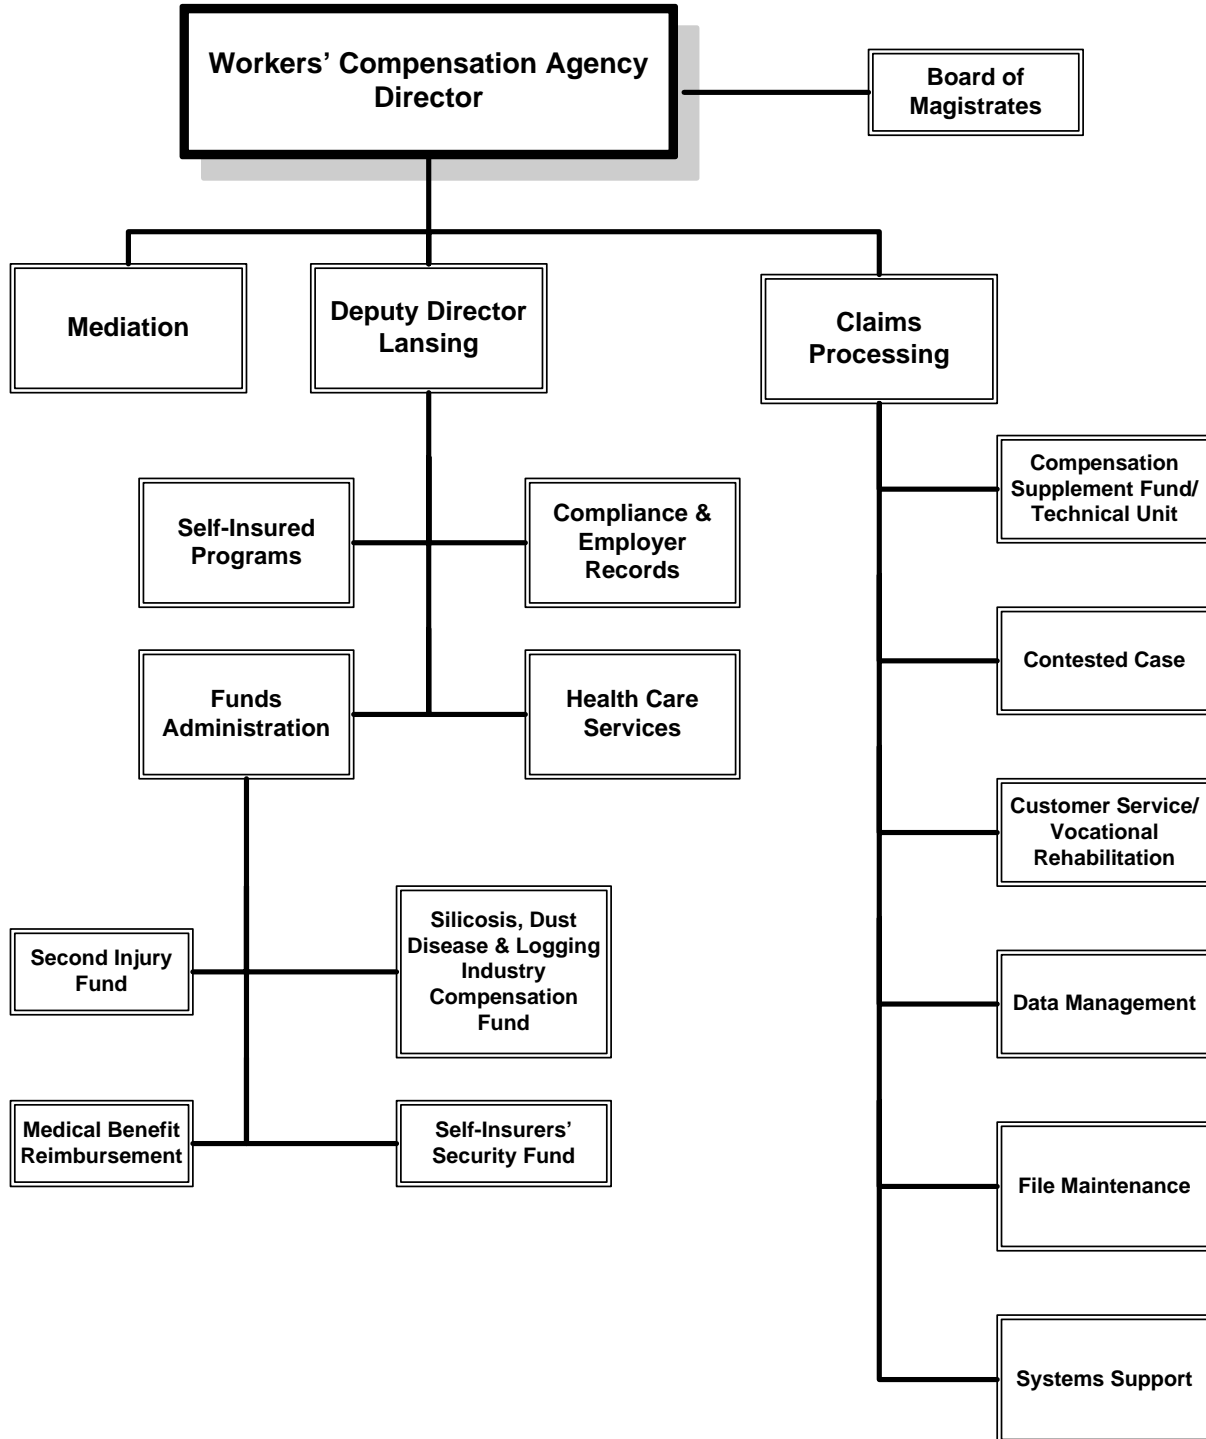 Workers’ Compensation Agency
Director
Board of
Magistrates
Mediation
Deputy Director
Lansing
Claims
Processing
Compensation
Supplement Fund/
Technical Unit
Self-Insured
Programs
Compliance &
Employer
Records
Contested Case
Funds
Administration
Health Care
Services
Customer Service/
Vocational
Rehabilitation
Second Injury
Fund
Silicosis, Dust
Disease & Logging
Industry
Compensation
Fund
Data Management
Medical Benefit
Reimbursement
Self-Insurers’
Security Fund
File Maintenance
Systems Support